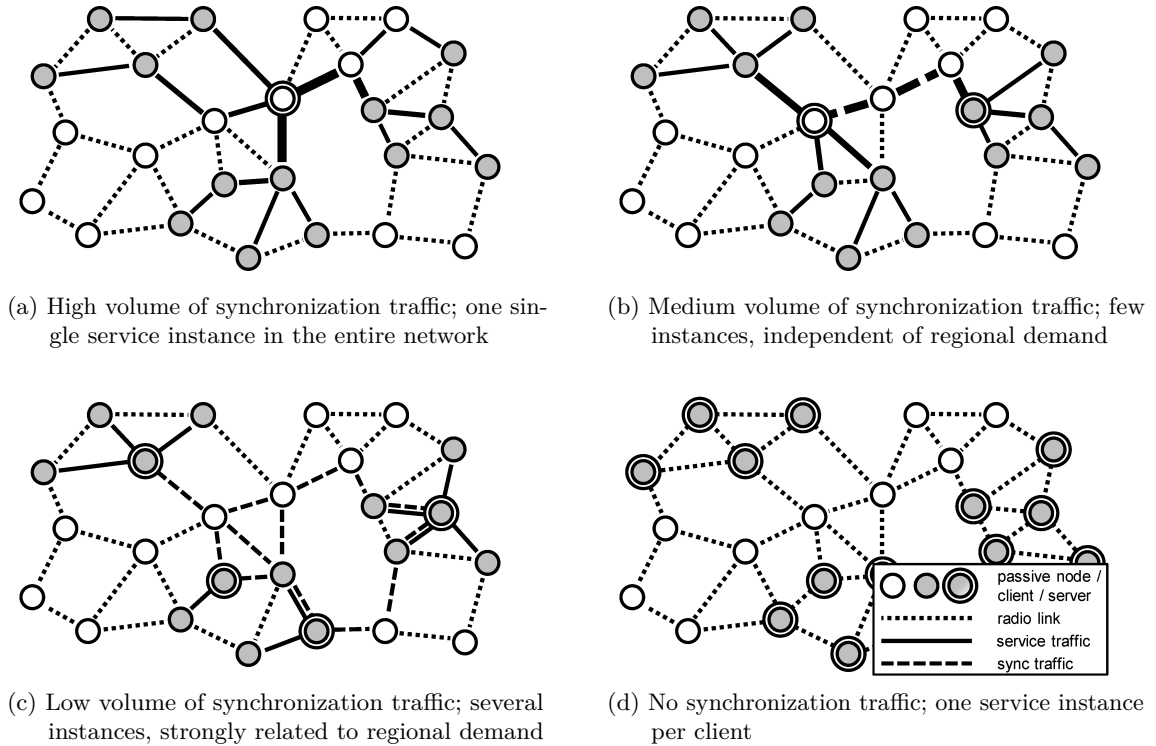 (a) High volume of synchronization traffic; one sin-
gle service instance in the entire network
(b) Medium volume of synchronization traffic; few
instances, independent of regional demand
passive node /
client / server
radio link
service traffic
sync traffic
(c) Low volume of synchronization traffic; several
instances, strongly related to regional demand
(d) No synchronization traffic; one service instance
per client